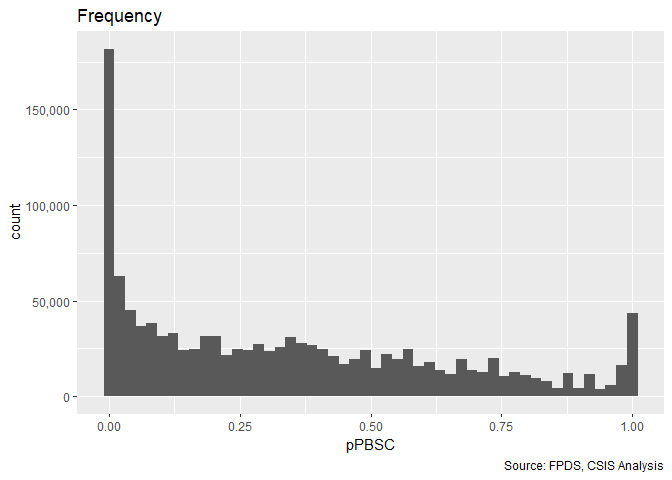 Frequency
150,000
100,000
50,000
0
count
0.00 0.25 0.50 0.75 1.00
pPBSC
Source: FPDS, CSIS Analysis